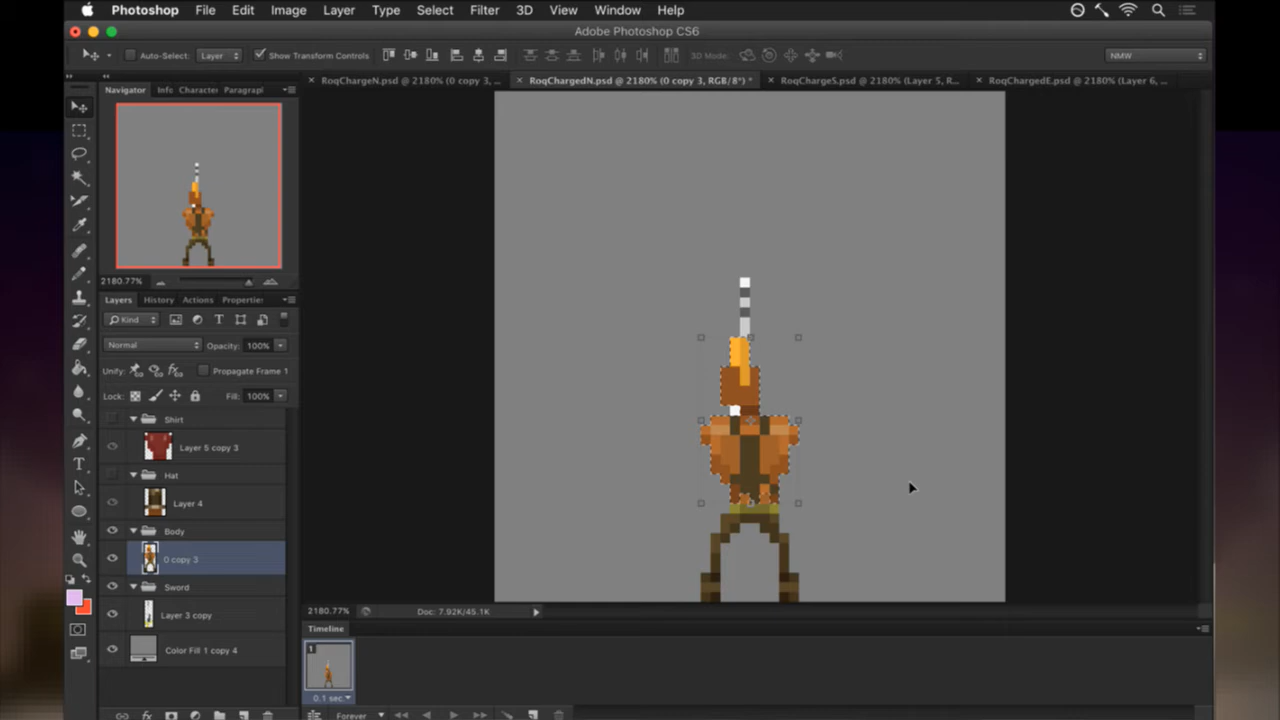 Photoshop File Edit Image Layer Type Select Filter 3D View Window Help
Adobe Photoshop CS6
Auto-Select: Layer Show Transform Controls 3D Mode: NMW
RoqChargeN.psd @ 2180% (0 copy 3, ... RoqChargedN.psd @ 2180% (0 copy 3, RGB/8*) * RoqChargeS.psd @ 2180% (Layer 5, R... RoqChargedE.psd @ 2180% (Layer 6, ...
Navigator Info Character Paragrapl
2180.77%
Layers History Actions Properties
Kind
Normal Opacity: 100%
Unify: Propagate Frame 1
Lock: Fill: 100%
Shirt
Layer 5 copy 3
Hat
Layer 4
Body
0 copy 3
Sword
Layer 3 copy
Color Fill 1 copy 4
2180.77% Doc: 7.92K/45.1K
Timeline
1
0.1 sec.
Forever